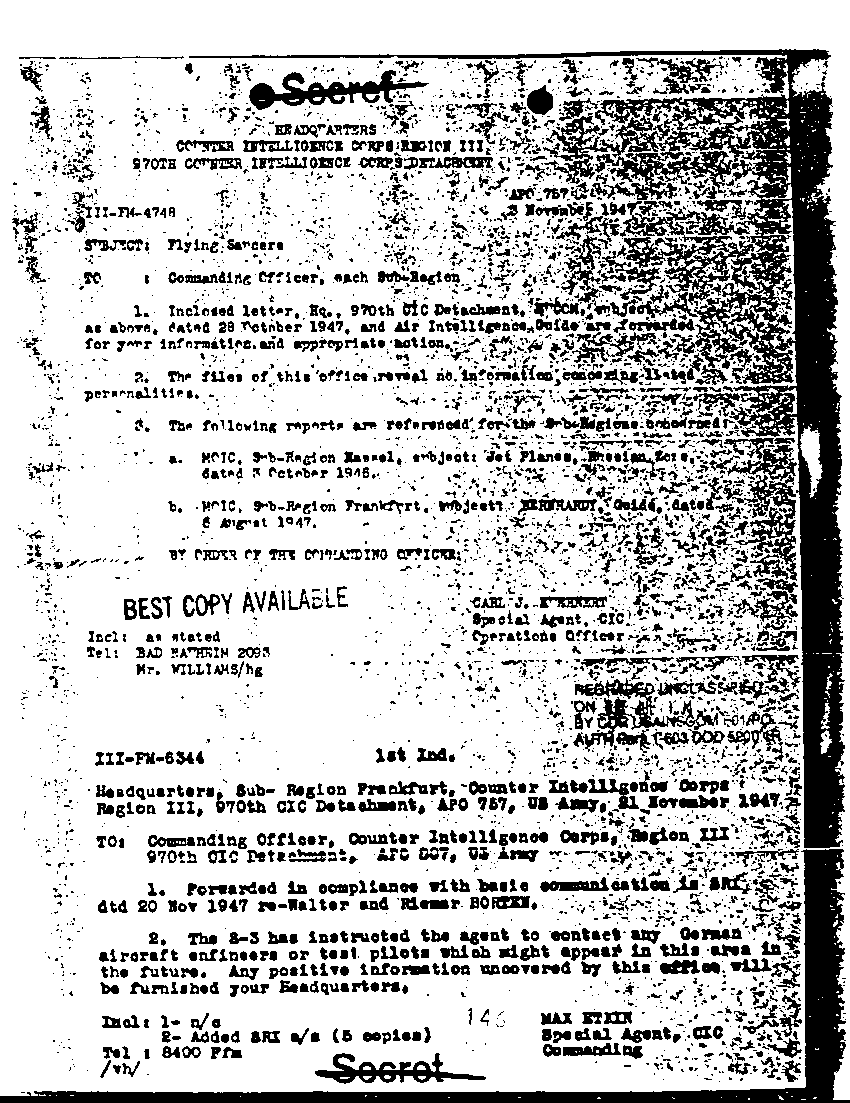 Secret
HEADQUARTERS
COUNTER INTELLIGENCE CORPS REGION III
970TH COUNTER INTELLIGENCE CORPS DETACHMENT
APO 757
3 November 1947
III-FM-4748
SUBJECT: Flying Saucers
TO : Commanding Officer, each Sub-Region
1. Inclosed letter, Hq., 970th CIC Detachment, EUCOM, subject
as above, dated 28 October 1947, and Air Intelligence Guide are forwarded
for your information and appropriate action.
2. The files of this office reveal no information concerning listed
personalities.
3. The following reports are referenced for the Sub-Regions concerned:
a. MOIC, Sub-Region Kassel, subject: Jet Planes, Russian Zone,
dated 3 October 1946.
b. MOIC, Sub-Region Frankfurt, subject: BERNHARDY, Guido, dated
6 August 1947.
BY ORDER OF THE COMMANDING OFFICER:
BEST COPY AVAILABLE
CARL J.
Special Agent, CIC
Operations Officer
Incl: as stated
Tel: BAD NAUHEIM 2093
Mr. WILLIAMS/hg
REGRADED UNCLASSIFIED
ON
BY CDR USAINSCOM FOI/PO
AUTH Para 1-603 DOD 5200.1R
III-FM-6344 1st Ind.
Headquarters, Sub- Region Frankfurt, Counter Intelligence Corps
Region III, 970th CIC Detachment, APO 757, US Army, 21 November 1947
TO: Commanding Officer, Counter Intelligence Corps, Region III
970th CIC Detachment, APO 807, US Army
1. Forwarded in compliance with basic communication is SRI,
dtd 20 Nov 1947 re-Walter and Riemar HORTEN.
2. The S-3 has instructed the agent to contact any German
aircraft enfineers or test pilots which might appear in this area in
the future. Any positive information uncovered by this office will
be furnished your Headquarters.
Incl: 1- n/c
2- Added SRI a/s (5 copies)
Tel : 8400 Ffm
/vh/
146
MAX ETKIN
Special Agent, CIC
Commanding
Secret